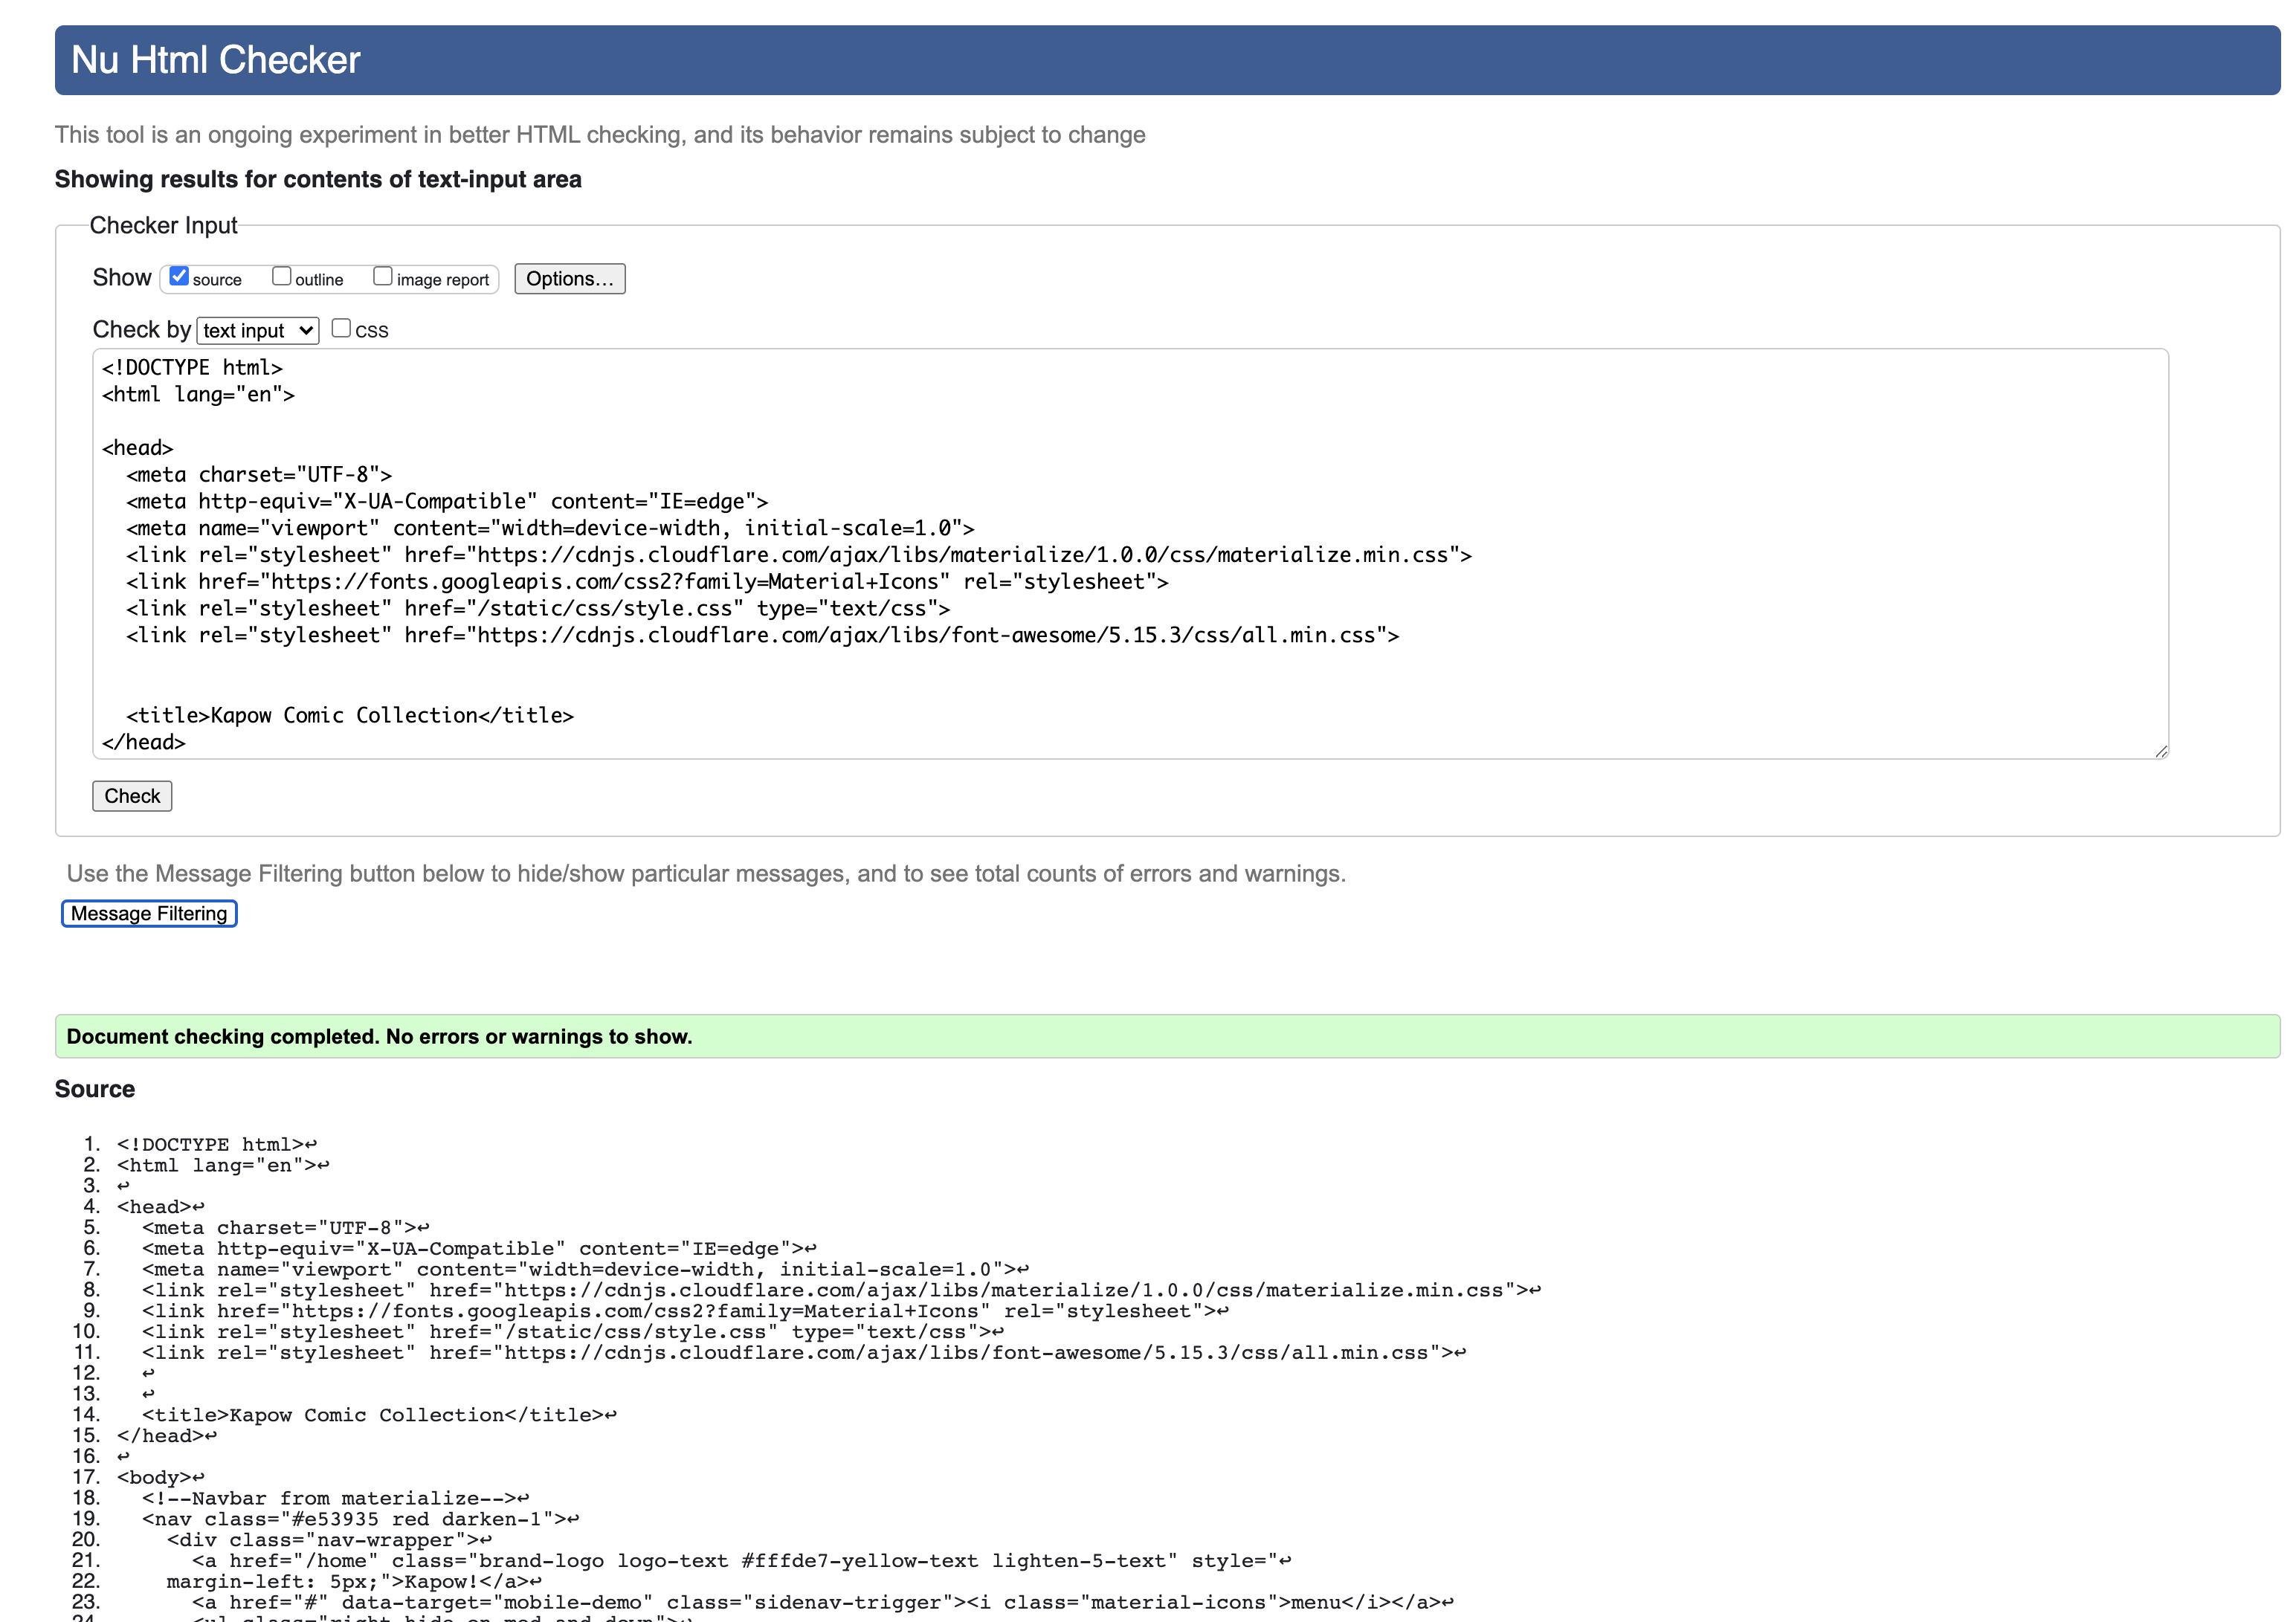 Nu Html Checker
This tool is an ongoing experiment in better HTML checking, and its behavior remains subject to change
Showing results for contents of text-input area
Checker Input
Show source outline image report Options...
Check by text input CSS
<!DOCTYPE html>
<html lang="en">
<head>
  <meta charset="UTF-8">
  <meta http-equiv="X-UA-Compatible" content="IE=edge">
  <meta name="viewport" content="width=device-width, initial-scale=1.0">
  <link rel="stylesheet" href="https://cdnjs.cloudflare.com/ajax/libs/materialize/1.0.0/css/materialize.min.css">
  <link href="https://fonts.googleapis.com/css2?family=Material+Icons" rel="stylesheet">
  <link rel="stylesheet" href="/static/css/style.css" type="text/css">
  <link rel="stylesheet" href="https://cdnjs.cloudflare.com/ajax/libs/font-awesome/5.15.3/css/all.min.css">
  <title>Kapow Comic Collection</title>
</head>
Check
Use the Message Filtering button below to hide/show particular messages, and to see total counts of errors and warnings.
Message Filtering
Document checking completed. No errors or warnings to show.
Source
1. <!DOCTYPE html>↩
2. <html lang="en">↩
3. ↩
4. <head>↩
5.   <meta charset="UTF-8">↩
6.   <meta http-equiv="X-UA-Compatible" content="IE=edge">↩
7.   <meta name="viewport" content="width=device-width, initial-scale=1.0">↩
8.   <link rel="stylesheet" href="https://cdnjs.cloudflare.com/ajax/libs/materialize/1.0.0/css/materialize.min.css">↩
9.   <link href="https://fonts.googleapis.com/css2?family=Material+Icons" rel="stylesheet">↩
10.   <link rel="stylesheet" href="/static/css/style.css" type="text/css">↩
11.   <link rel="stylesheet" href="https://cdnjs.cloudflare.com/ajax/libs/font-awesome/5.15.3/css/all.min.css">↩
12.   ↩
13.   ↩
14.   <title>Kapow Comic Collection</title>↩
15. </head>↩
16. ↩
17. <body>↩
18.   <!--Navbar from materialize-->↩
19.   <nav class="#e53935 red darken-1">↩
20.     <div class="nav-wrapper">↩
21.       <a href="/home" class="brand-logo logo-text #fffde7-yellow-text lighten-5-text" style="↩
22.     margin-left: 5px;">Kapow!</a>↩
23.       <a href="#" data-target="mobile-demo" class="sidenav-trigger"><i class="material-icons">menu</i></a>↩